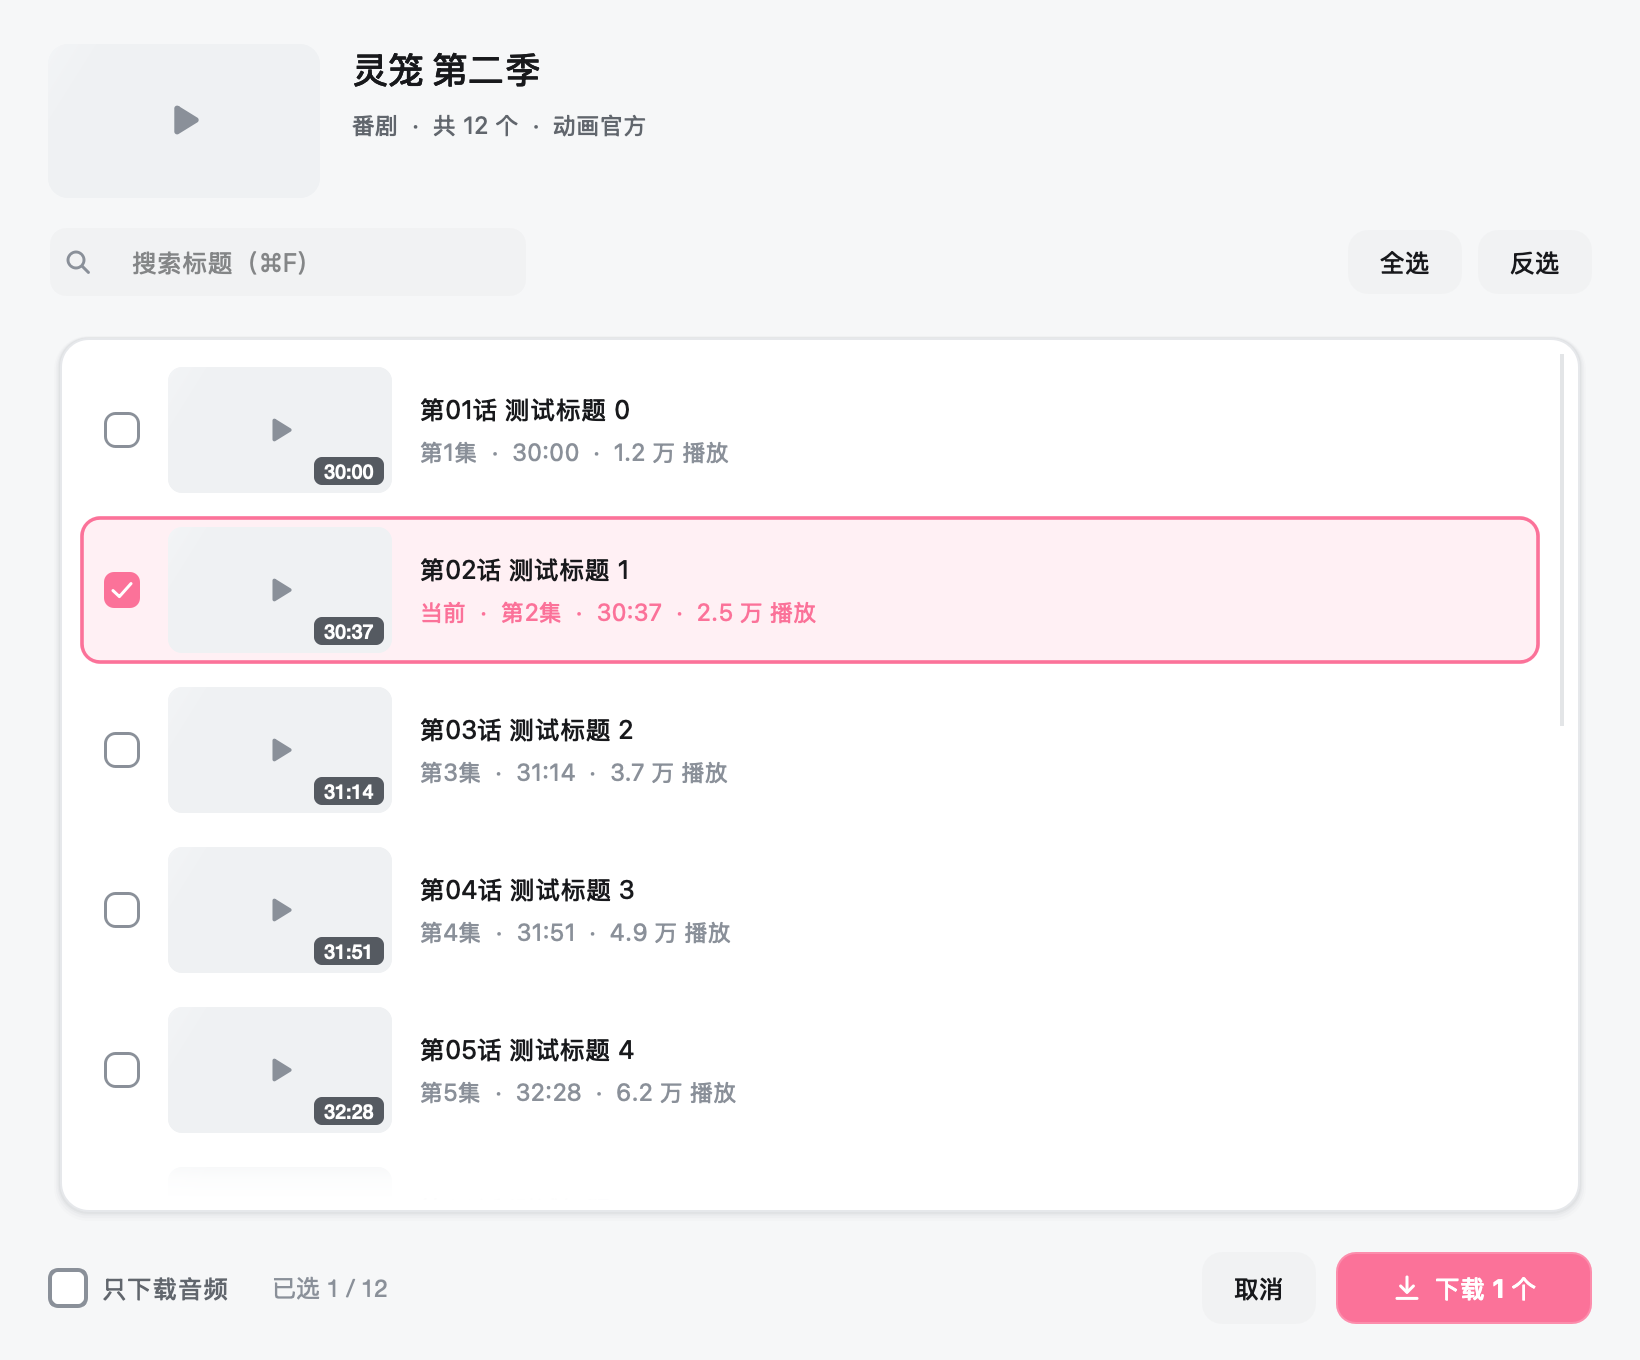 灵笼 第二季
番剧 · 共 12 个 · 动画官方
搜索标题（⌘F）
全选
反选
30:00
第01话 测试标题 0
第1集 · 30:00 · 1.2 万 播放
30:37
第02话 测试标题 1
当前 · 第2集 · 30:37 · 2.5 万 播放
31:14
第03话 测试标题 2
第3集 · 31:14 · 3.7 万 播放
31:51
第04话 测试标题 3
第4集 · 31:51 · 4.9 万 播放
32:28
第05话 测试标题 4
第5集 · 32:28 · 6.2 万 播放
只下载音频
已选 1 / 12
取消
下载 1 个